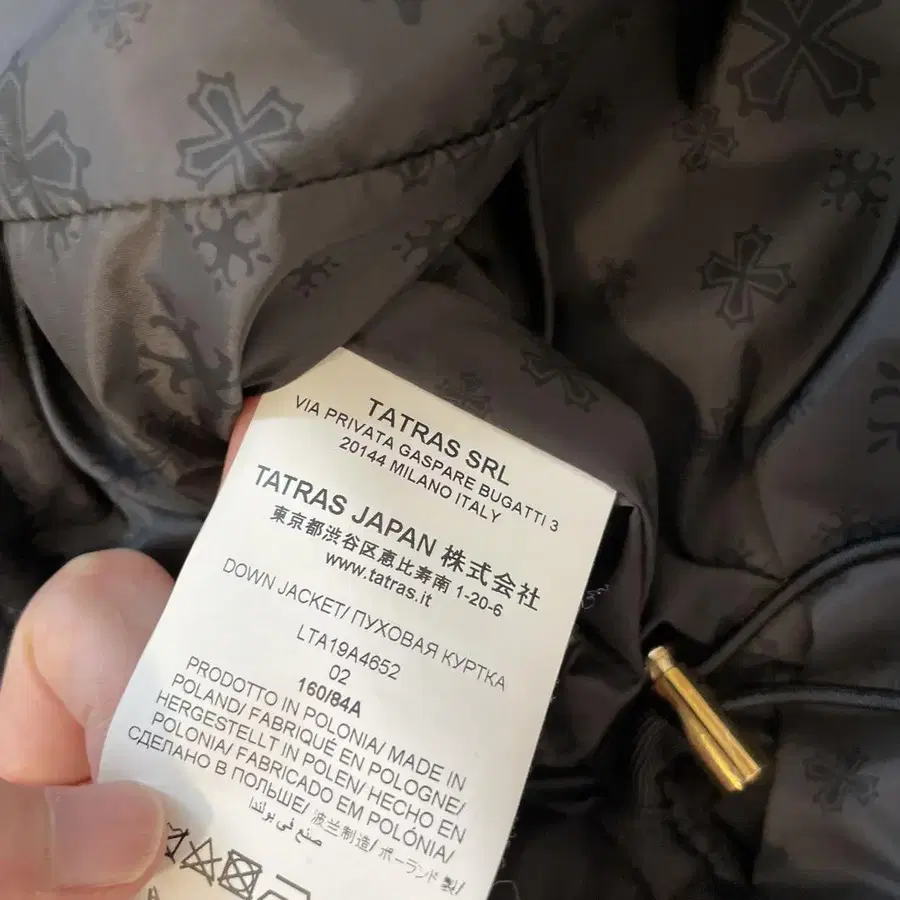 TATRAS SRL
VIA PRIVATA GASPARE BUGATTI 3
20144 MILANO ITALY
TATRAS JAPAN 株式会社
東京都渋谷区恵比寿南 1-20-6
www.tatras.it
DOWN JACKET/ ПУХОВАЯ КУРТКА
LTA19A4652
02
160/84A
PRODOTTO IN POLONIA/ MADE IN
POLAND/ FABRIQUÉ EN POLOGNE/
HERGESTELLT IN POLEN/ HECHO EN
POLONIA/ FABRICADO EM POLÓNIA/
СДЕЛАНО В ПОЛЬШЕ/ 波兰制造/ ポーランド製/
صنع في بولندا